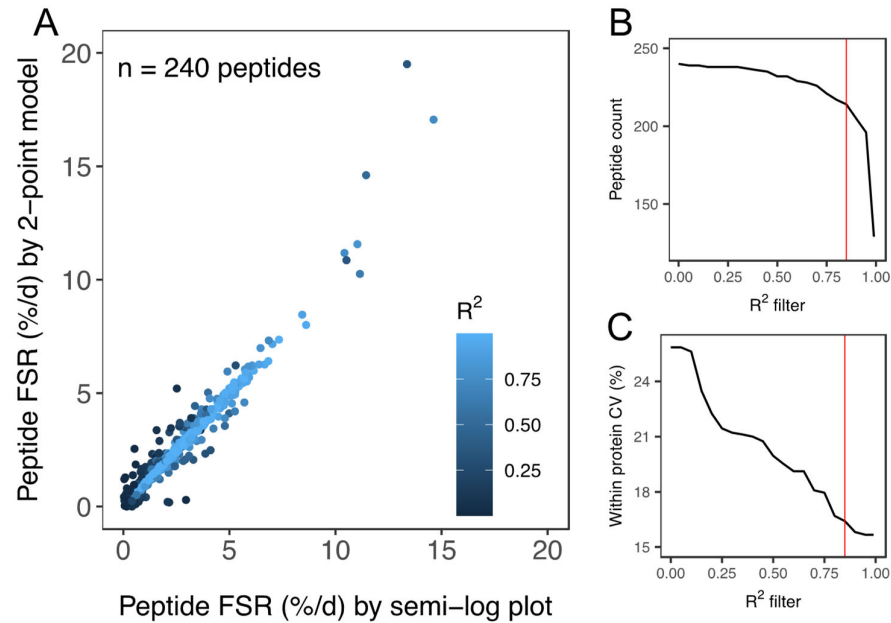 A
n = 240 peptides
Peptide FSR (%/d) by 2−point model
20
15
10
5
0
0
5
10
15
20
Peptide FSR (%/d) by semi−log plot
R²
0.75
0.50
0.25
B
Peptide count
250
200
150
0.00
0.25
0.50
0.75
1.00
R² filter
C
Within protein CV (%)
24
21
18
15
0.00
0.25
0.50
0.75
1.00
R² filter